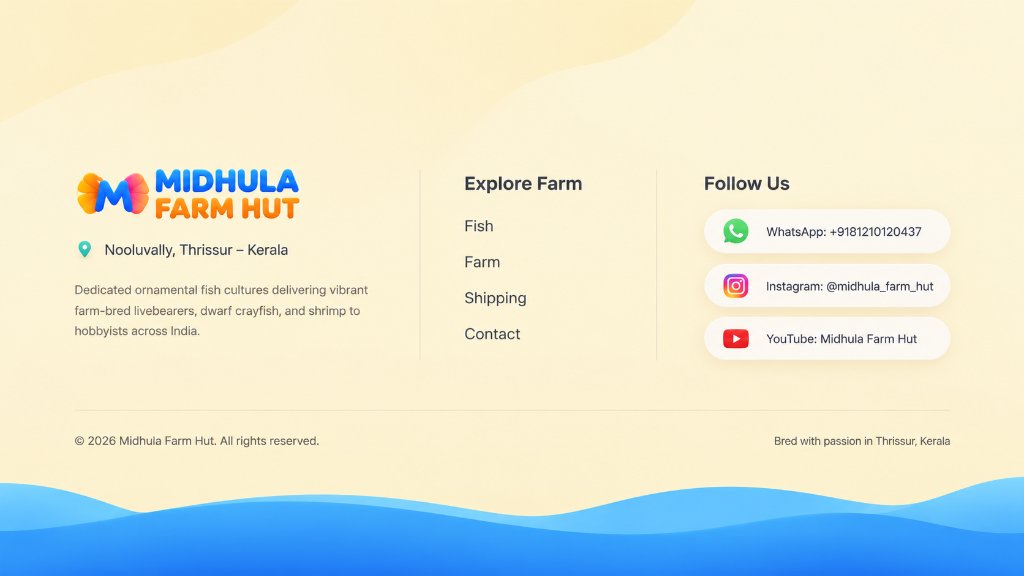 MIDHULA
FARM HUT
Nooluvally, Thrissur – Kerala
Dedicated ornamental fish cultures delivering vibrant
farm-bred livebearers, dwarf crayfish, and shrimp to
hobbyists across India.
Explore Farm
Fish
Farm
Shipping
Contact
Follow Us
WhatsApp: +9181210120437
Instagram: @midhula_farm_hut
YouTube: Midhula Farm Hut
© 2026 Midhula Farm Hut. All rights reserved.
Bred with passion in Thrissur, Kerala